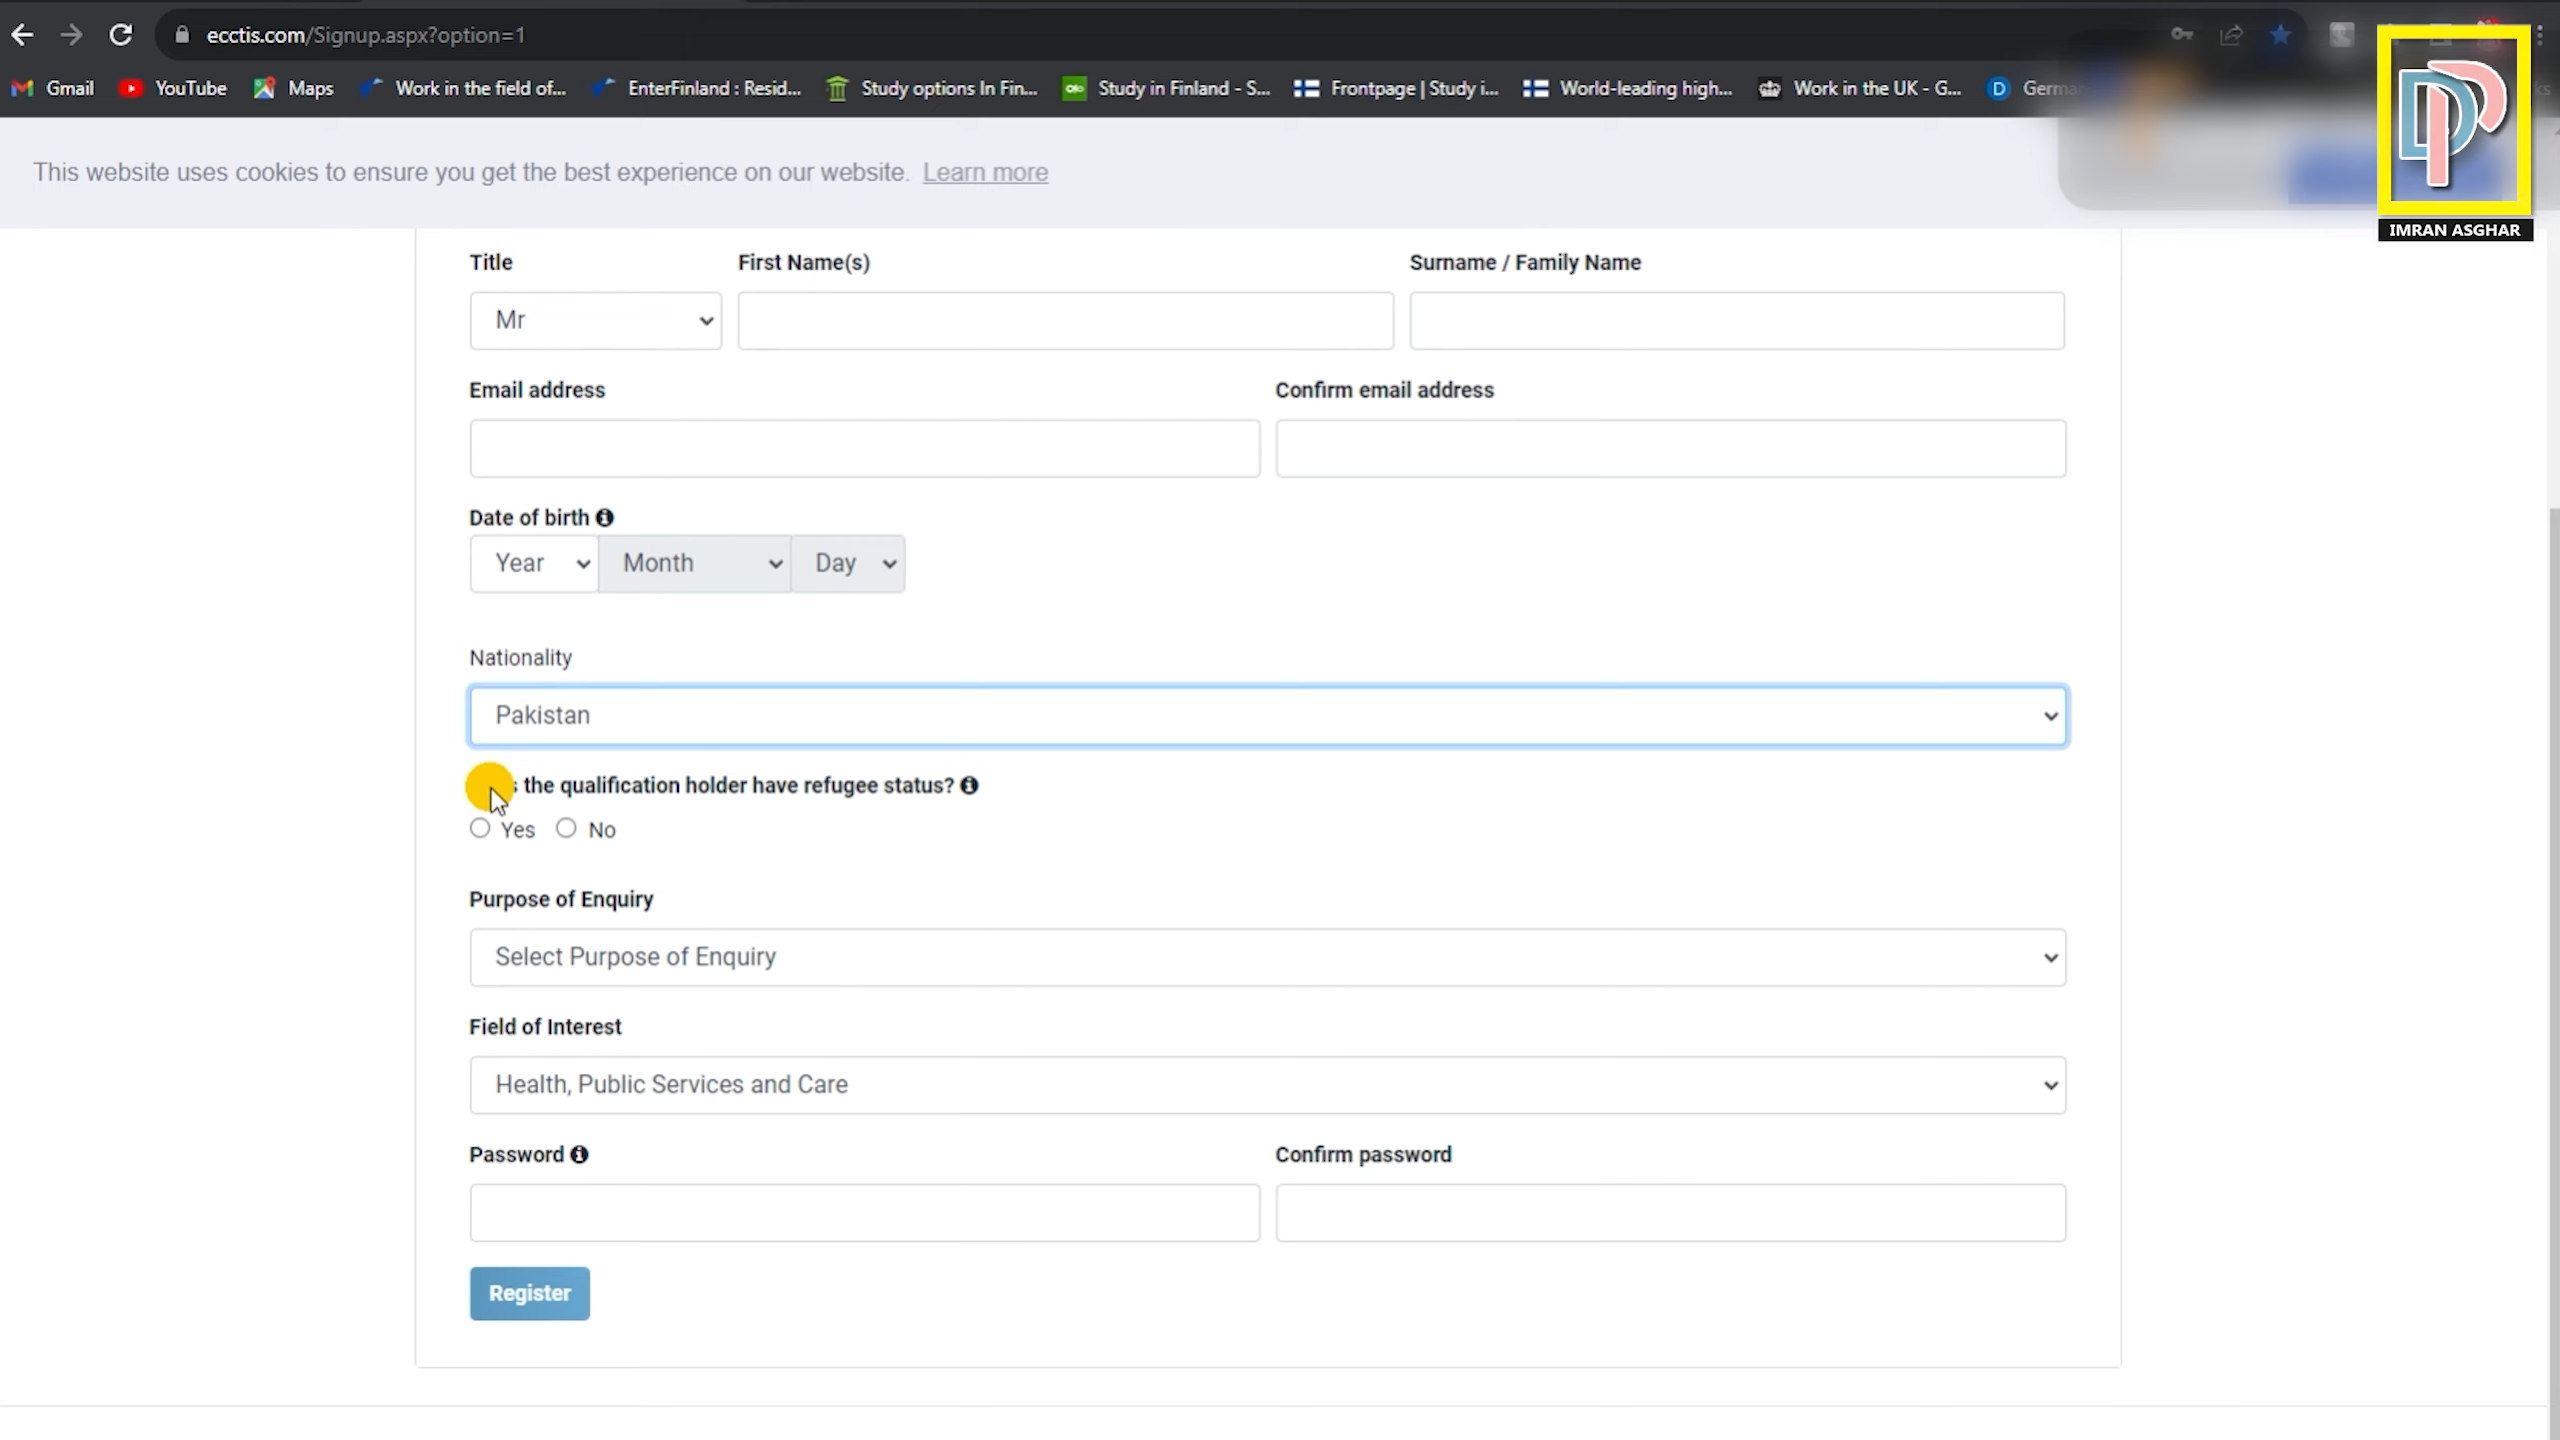 ecctis.com/Signup.aspx?option=1
Gmail YouTube Maps Work in the field of... EnterFinland : Resid... Study options In Fin... Study in Finland - S... Frontpage | Study i... World-leading high... Work in the UK - G...
This website uses cookies to ensure you get the best experience on our website. Learn more
IMRAN ASGHAR
Title First Name(s) Surname / Family Name
Mr
Email address Confirm email address
Date of birth
Year Month Day
Nationality
Pakistan
the qualification holder have refugee status?
Yes No
Purpose of Enquiry
Select Purpose of Enquiry
Field of Interest
Health, Public Services and Care
Password Confirm password
Register